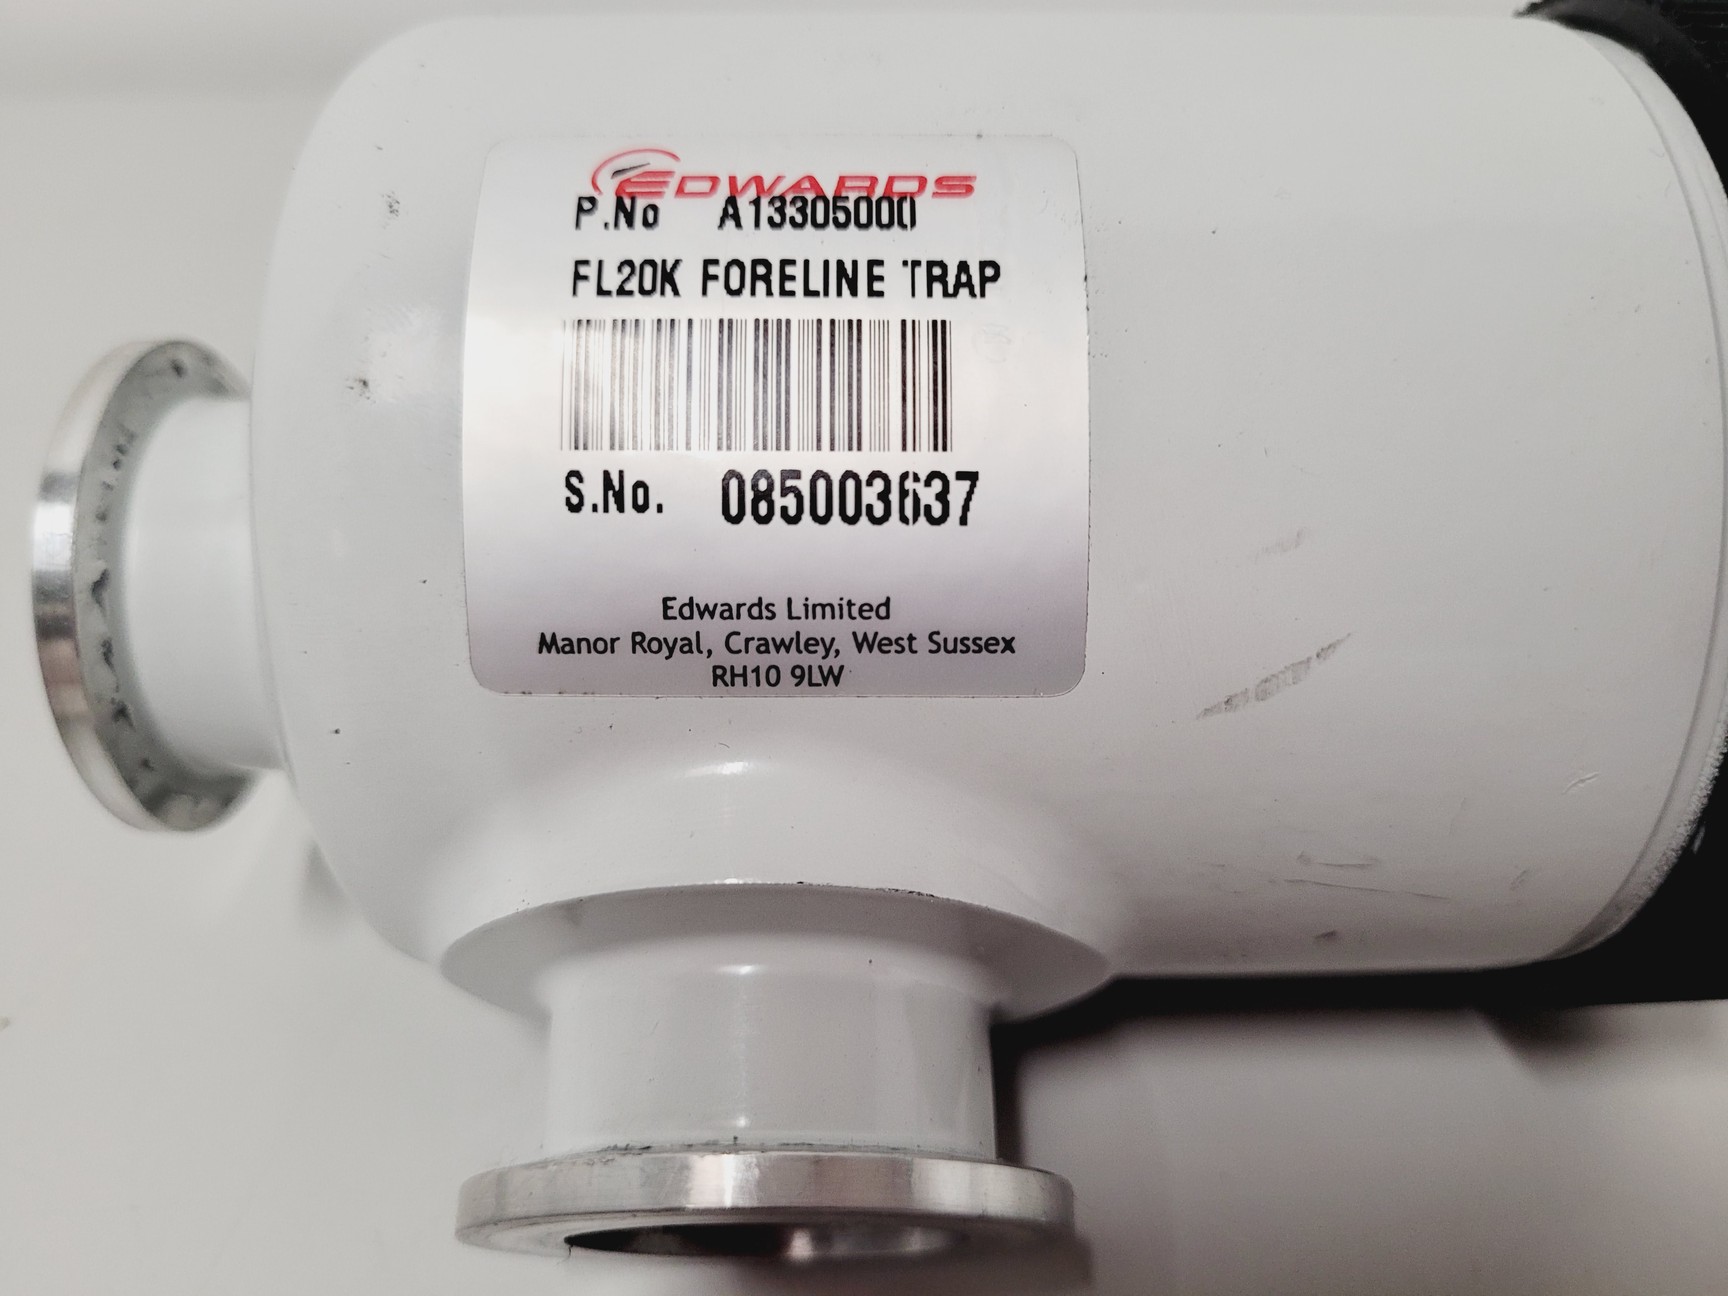 EDWARDS
P.No A13305000
FL20K FORELINE TRAP
S.No. 085003637
Edwards Limited
Manor Royal, Crawley, West Sussex
RH10 9LW